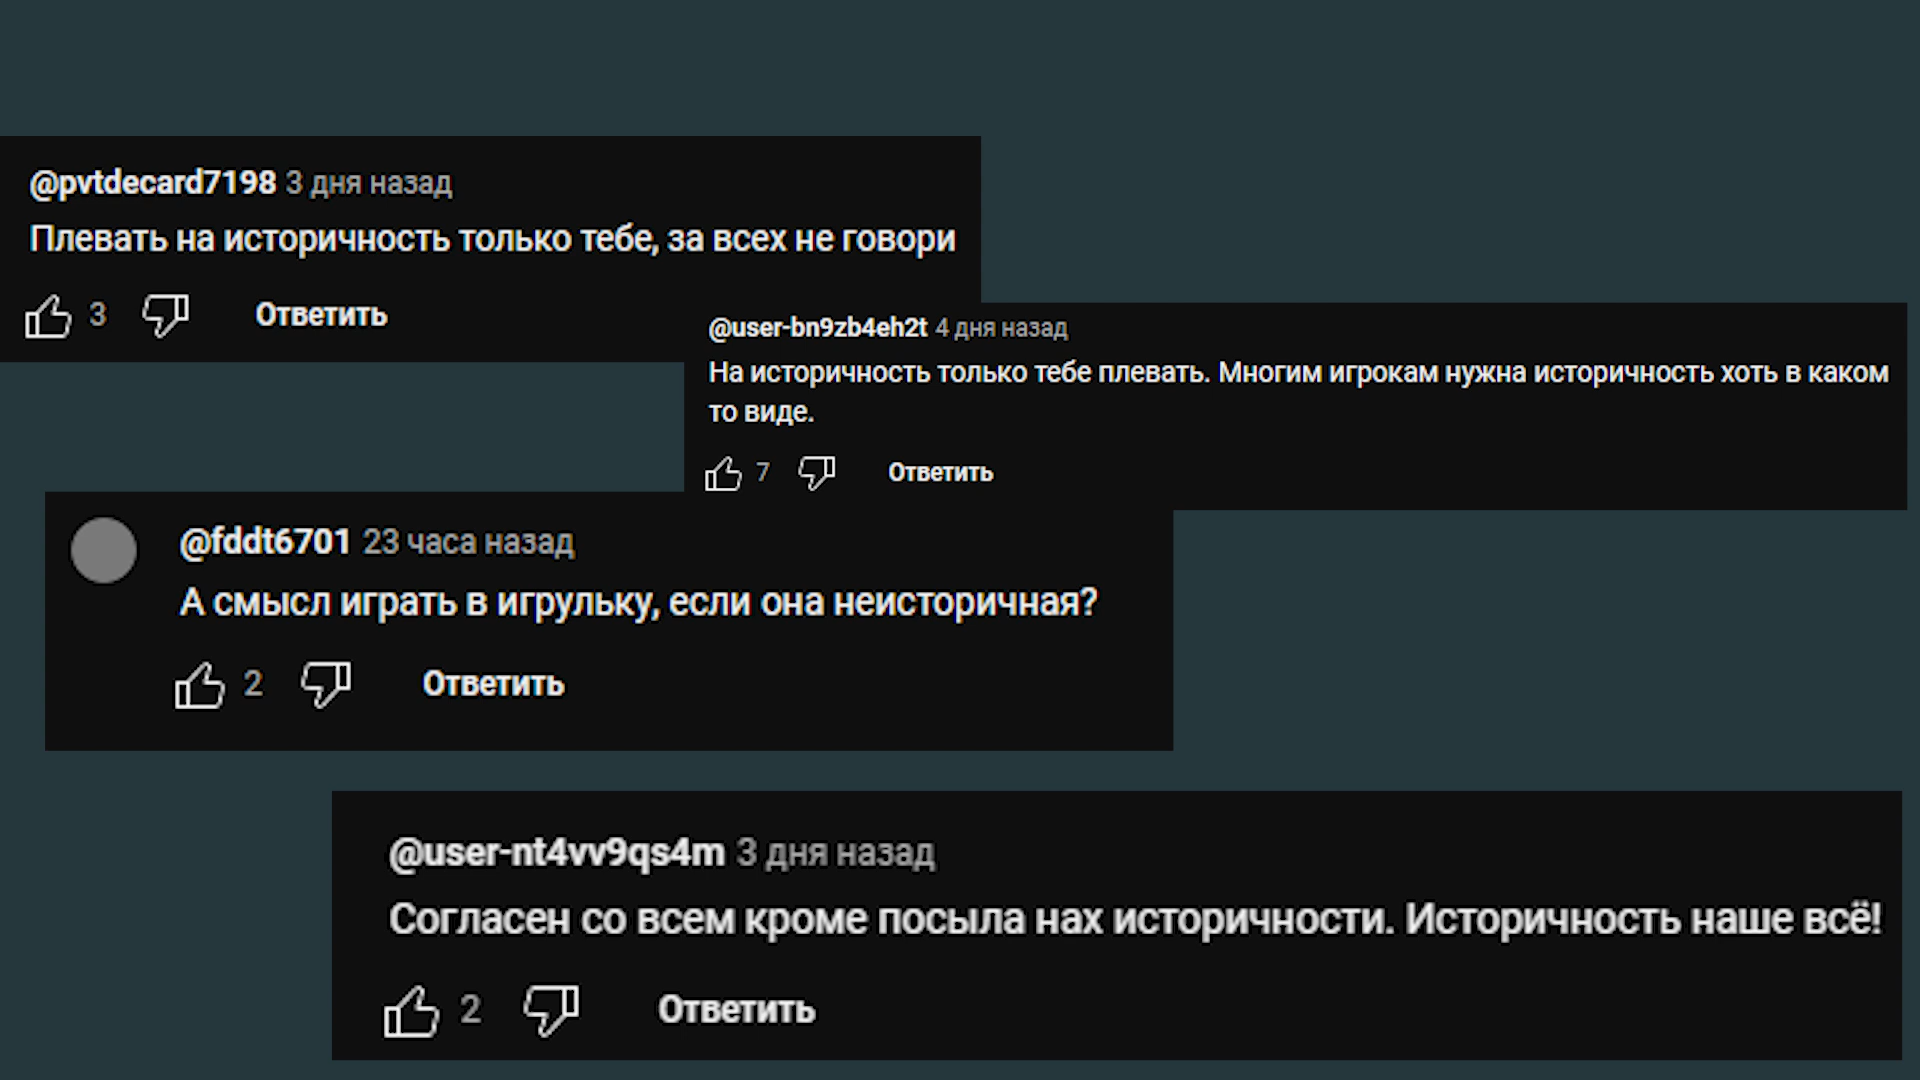 @pvtdecard7198 3 дня назад
Плевать на историчность только тебе, за всех не говори
3 Ответить
@user-bn9zb4eh2t 4 дня назад
На историчность только тебе плевать. Многим игрокам нужна историчность хоть в каком
то виде.
7 Ответить
@fddt6701 23 часа назад
А смысл играть в игрульку, если она неисторичная?
2 Ответить
@user-nt4vv9qs4m 3 дня назад
Согласен со всем кроме посыла нах историчности. Историчность наше всё!
2 Ответить